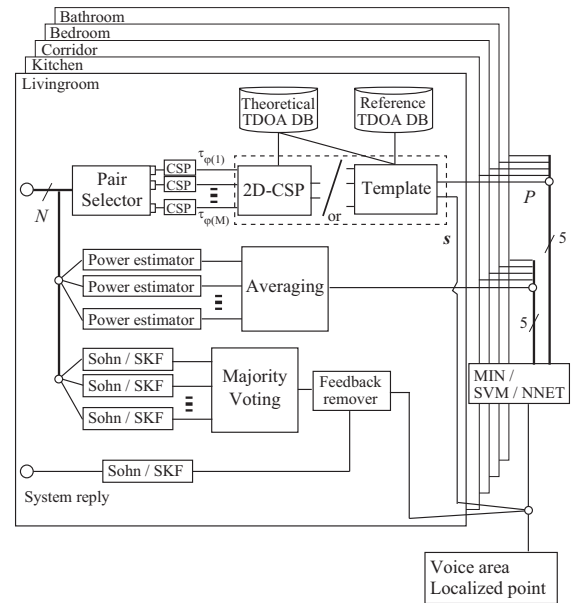 Bathroom
Bedroom
Corridor
Kitchen
Livingroom
Theoretical
TDOA DB
Reference
TDOA DB
τφ(1)
CSP
CSP
CSP
τφ(M)
N
Pair
Selector
2D-CSP
or
Template
P
s
5
5
Power estimator
Power estimator
Power estimator
Averaging
Sohn / SKF
Sohn / SKF
Sohn / SKF
Majority
Voting
Feedback
remover
MIN /
SVM / NNET
Sohn / SKF
System reply
Voice area
Localized point